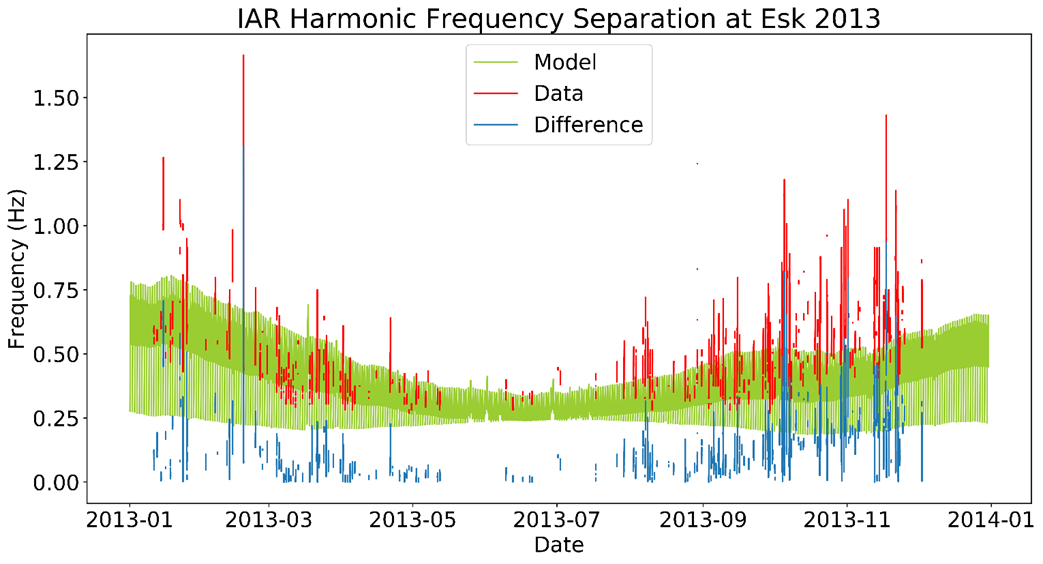 IAR Harmonic Frequency Separation at Esk 2013
Model
Data
Difference
Frequency (Hz)
1.50
1.25
1.00
0.75
0.50
0.25
0.00
2013-01
2013-03
2013-05
2013-07
2013-09
2013-11
2014-01
Date